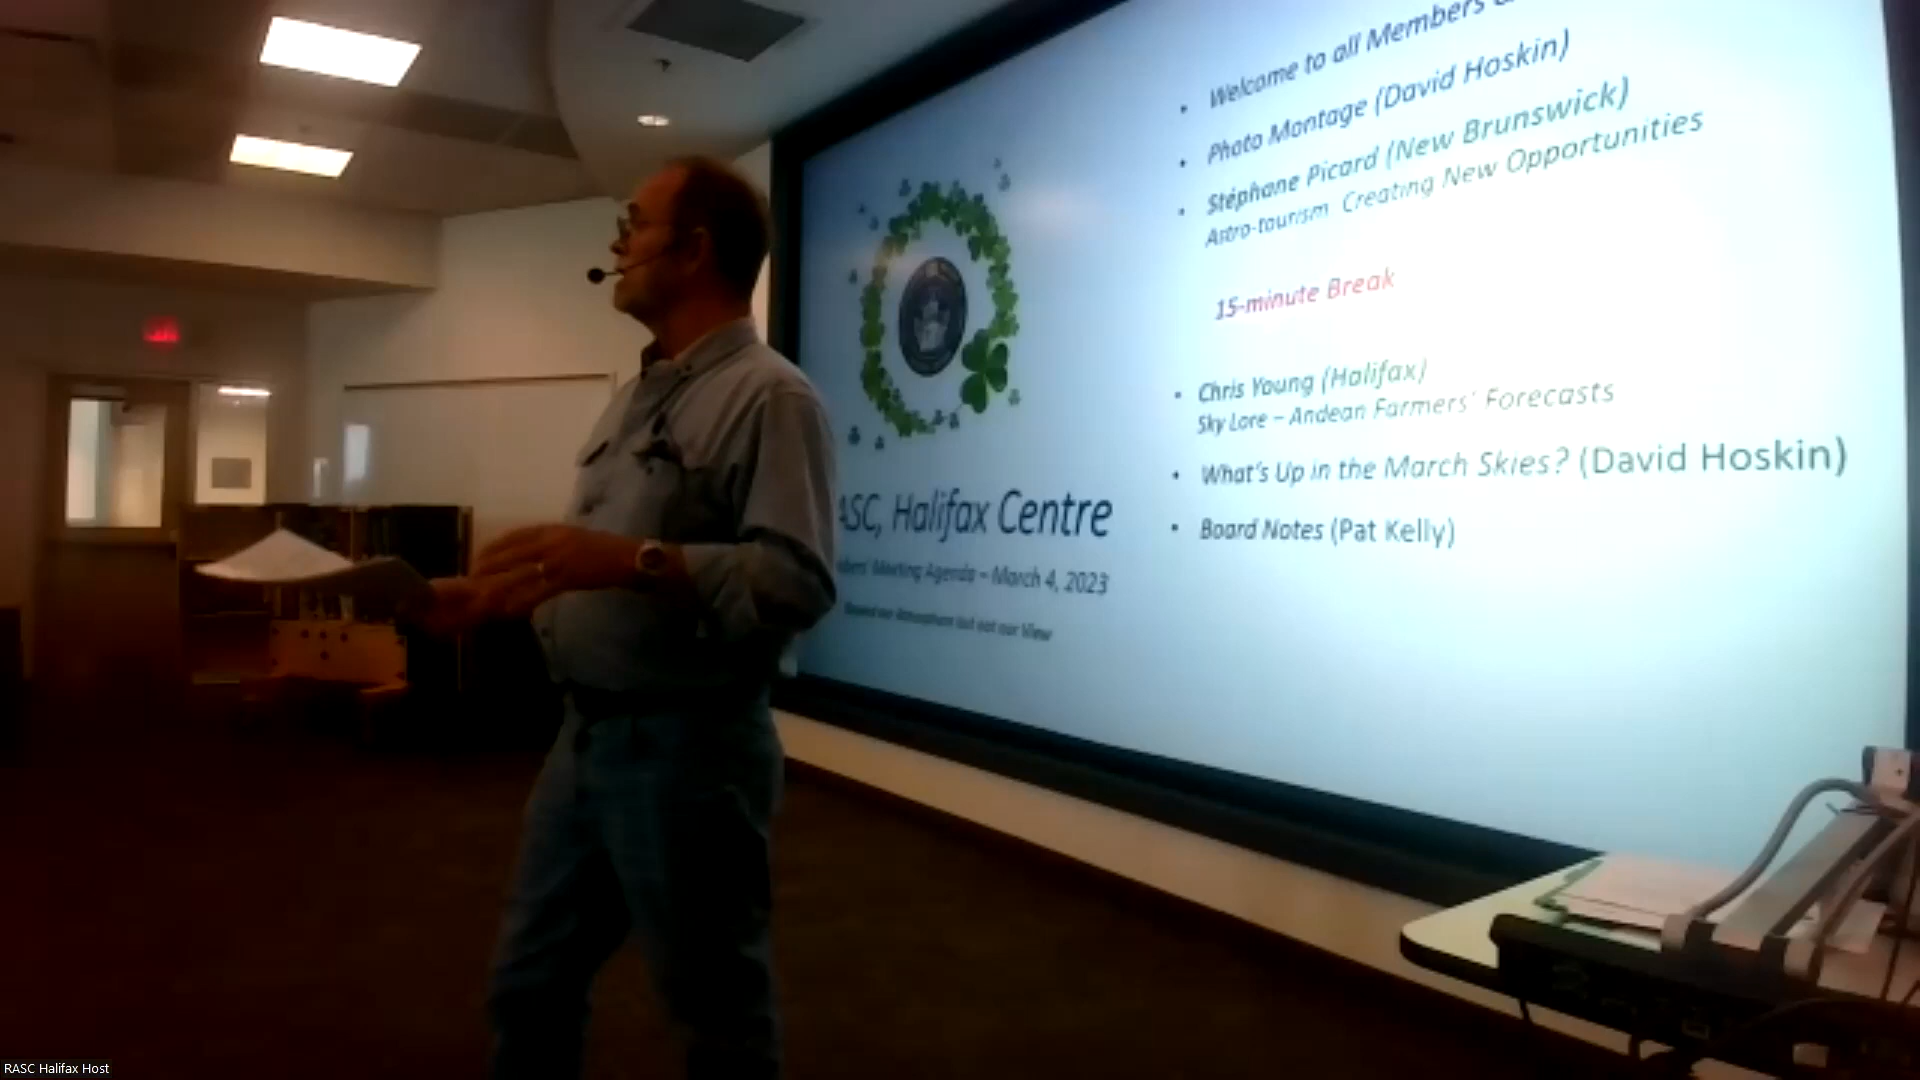 ASC, Halifax Centre
Meeting Agenda – March 4, 2023
our View
• Welcome to all Members
• Photo Montage (David Hoskin)
• Stéphane Picard (New Brunswick)
Astro-tourism Creating New Opportunities
15-minute Break
• Chris Young (Halifax)
Sky Lore – Andean Farmers' Forecasts
• What's Up in the March Skies? (David Hoskin)
• Board Notes (Pat Kelly)
RASC Halifax Host